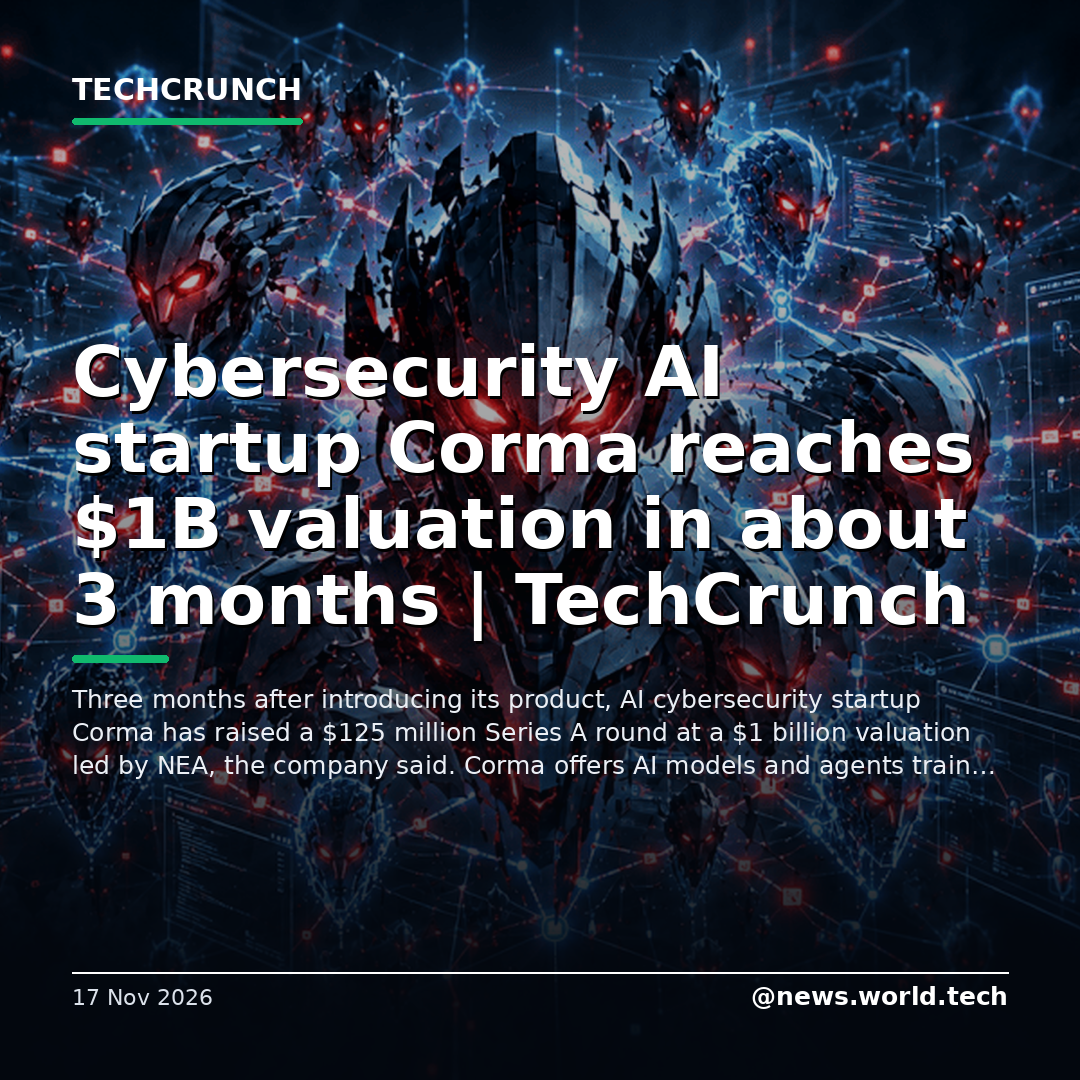 TECHCRUNCH
Cybersecurity AI
startup Corma reaches
$1B valuation in about
3 months | TechCrunch
Three months after introducing its product, AI cybersecurity startup
Corma has raised a $125 million Series A round at a $1 billion valuation
led by NEA, the company said. Corma offers AI models and agents train…
17 Nov 2026
@news.world.tech